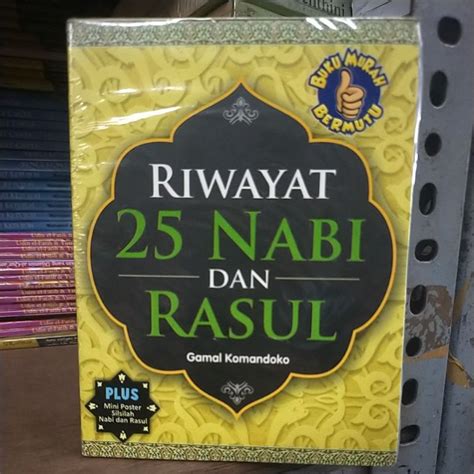 BUKU MURAH
BERMUTU
RIWAYAT
25 NABI
DAN
RASUL
Gamal Komandoko
PLUS
Mini Poster
Silsilah
Nabi dan Rasul